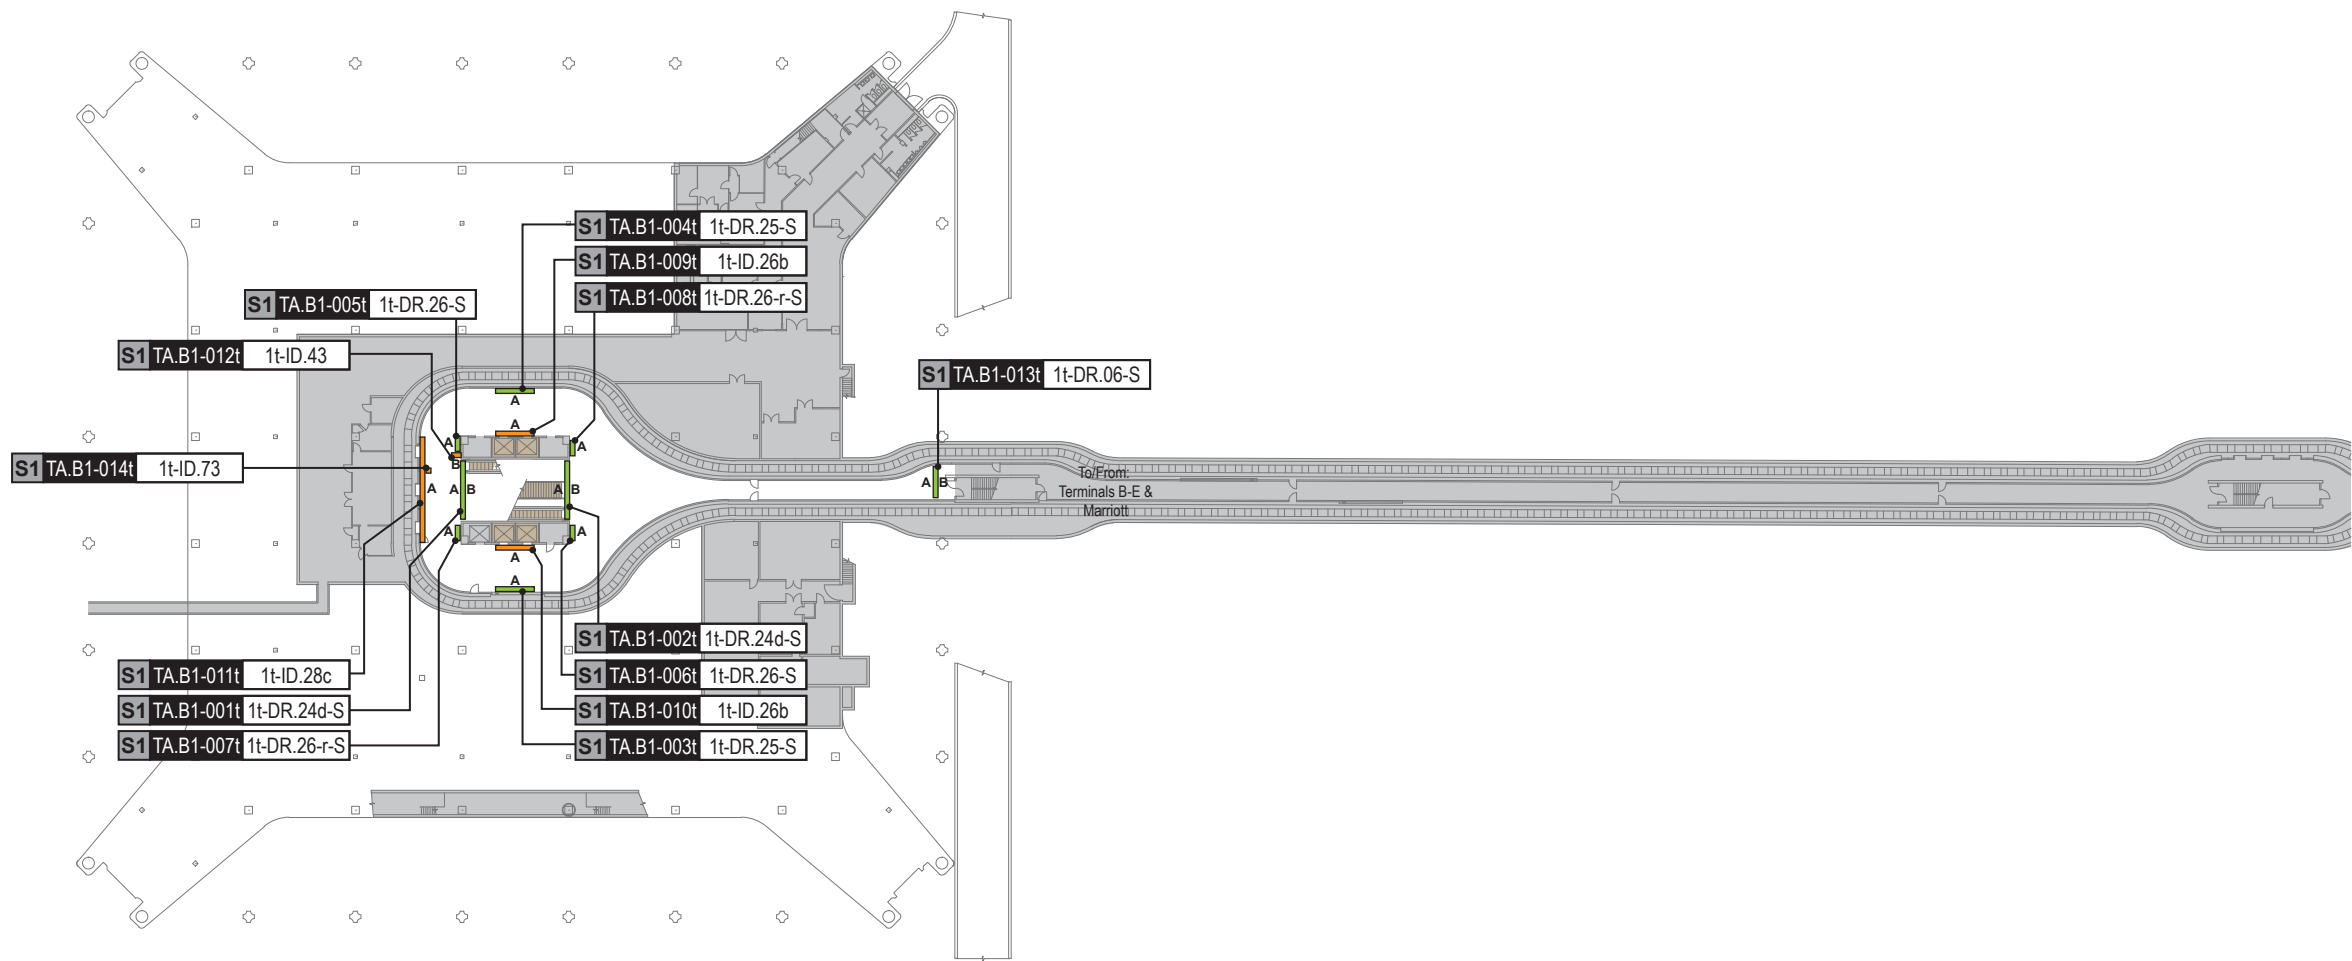 S1 TA.B1-004t 1t-DR.25-S
S1 TA.B1-009t 1t-ID.26b
S1 TA.B1-008t 1t-DR.26-r-S
S1 TA.B1-005t 1t-DR.26-S
S1 TA.B1-012t 1t-ID.43
S1 TA.B1-013t 1t-DR.06-S
S1 TA.B1-014t 1t-ID.73
A
A
A
A
B
A
A B
A B
A B
A
A
A
A
To/From:
Terminals B-E &
Marriott
S1 TA.B1-002t 1t-DR.24d-S
S1 TA.B1-006t 1t-DR.26-S
S1 TA.B1-010t 1t-ID.26b
S1 TA.B1-003t 1t-DR.25-S
S1 TA.B1-011t 1t-ID.28c
S1 TA.B1-001t 1t-DR.24d-S
S1 TA.B1-007t 1t-DR.26-r-S